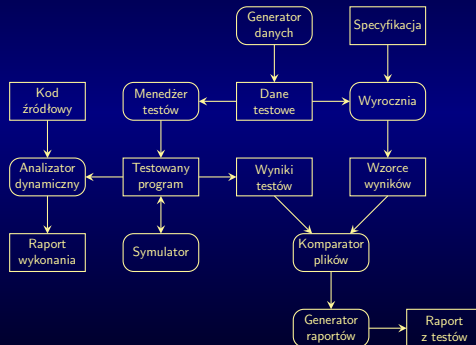 Generator
danych
Specyfikacja
Kod
źródłowy
Menedżer
testów
Dane
testowe
Wyrocznia
Analizator
dynamiczny
Testowany
program
Wyniki
testów
Wzorce
wyników
Raport
wykonania
Symulator
Komparator
plików
Generator
raportów
Raport
z testów